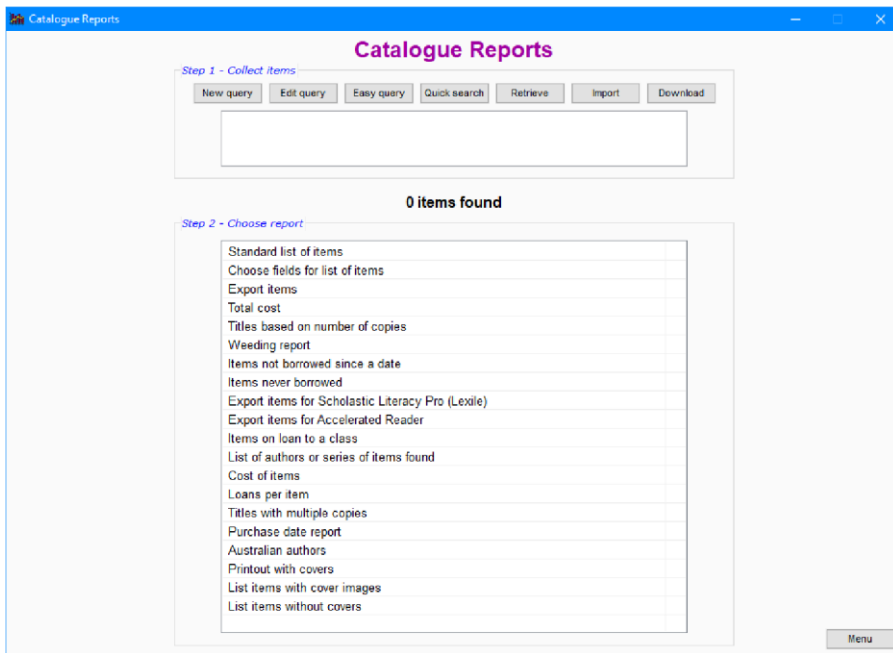 Catalogue Reports
Catalogue Reports
Step 1 - Collect items
New query Edit query Easy query Quick search Retrieve Import Download
0 items found
Step 2 - Choose report
Standard list of items
Choose fields for list of items
Export items
Total cost
Titles based on number of copies
Weeding report
Items not borrowed since a date
Items never borrowed
Export items for Scholastic Literacy Pro (Lexile)
Export items for Accelerated Reader
Items on loan to a class
List of authors or series of items found
Cost of items
Loans per item
Titles with multiple copies
Purchase date report
Australian authors
Printout with covers
List items with cover images
List items without covers
Menu